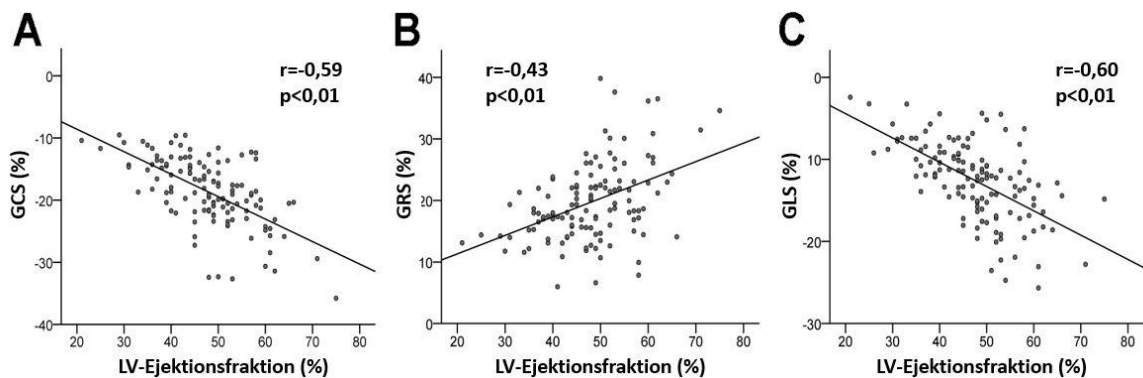 A
r=-0,59
p<0,01
GCS (%)
0
-10
-20
-30
-40
20 30 40 50 60 70 80
LV-Ejektionsfraktion (%)
B
r=-0,43
p<0,01
GRS (%)
40
30
20
10
0
20 30 40 50 60 70 80
LV-Ejektionsfraktion (%)
C
r=-0,60
p<0,01
GLS (%)
0
-10
-20
-30
20 30 40 50 60 70 80
LV-Ejektionsfraktion (%)